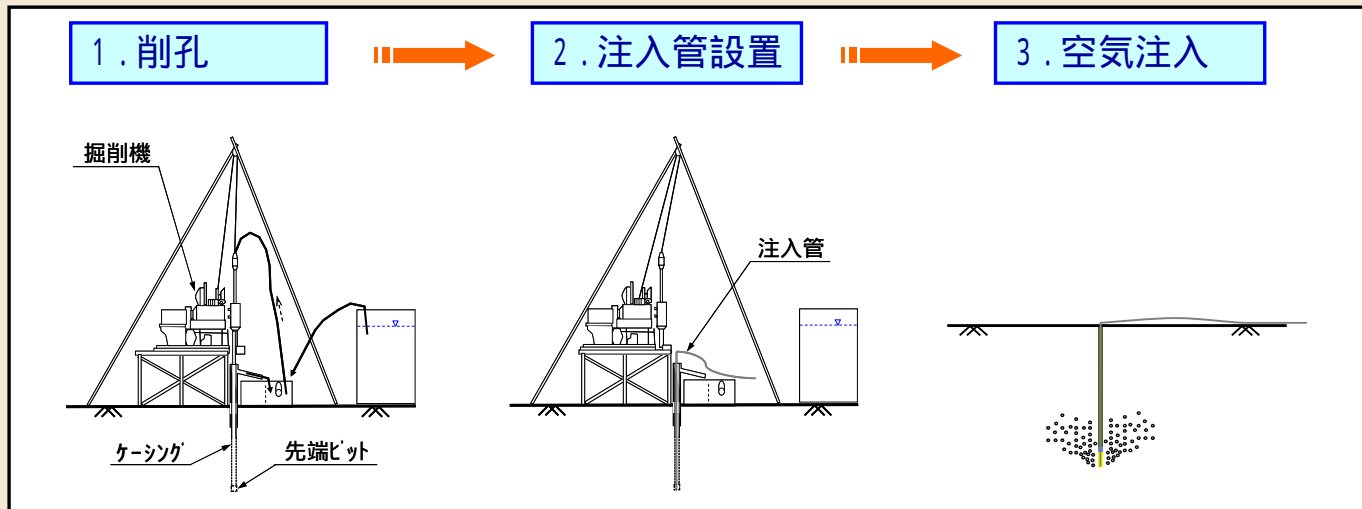 1．削孔
2．注入管設置
3．空気注入
掘削機
注入管
ｹｰｼﾝｸﾞ
先端ﾋﾞｯﾄ